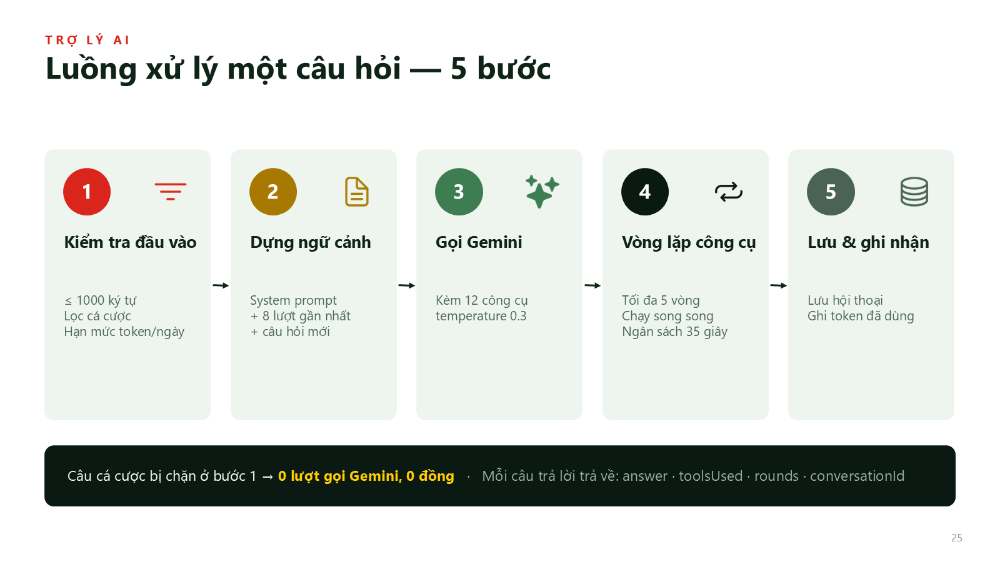 TRỢ LÝ AI
Luồng xử lý một câu hỏi — 5 bước
1
Kiểm tra đầu vào
≤ 1000 ký tự
Lọc cá cược
Hạn mức token/ngày
2
Dựng ngữ cảnh
System prompt
+ 8 lượt gần nhất
+ câu hỏi mới
3
Gọi Gemini
Kèm 12 công cụ
temperature 0.3
4
Vòng lặp công cụ
Tối đa 5 vòng
Chạy song song
Ngân sách 35 giây
5
Lưu & ghi nhận
Lưu hội thoại
Ghi token đã dùng
Câu cá cược bị chặn ở bước 1 → 0 lượt gọi Gemini, 0 đồng · Mỗi câu trả lời trả về: answer · toolsUsed · rounds · conversationId
25